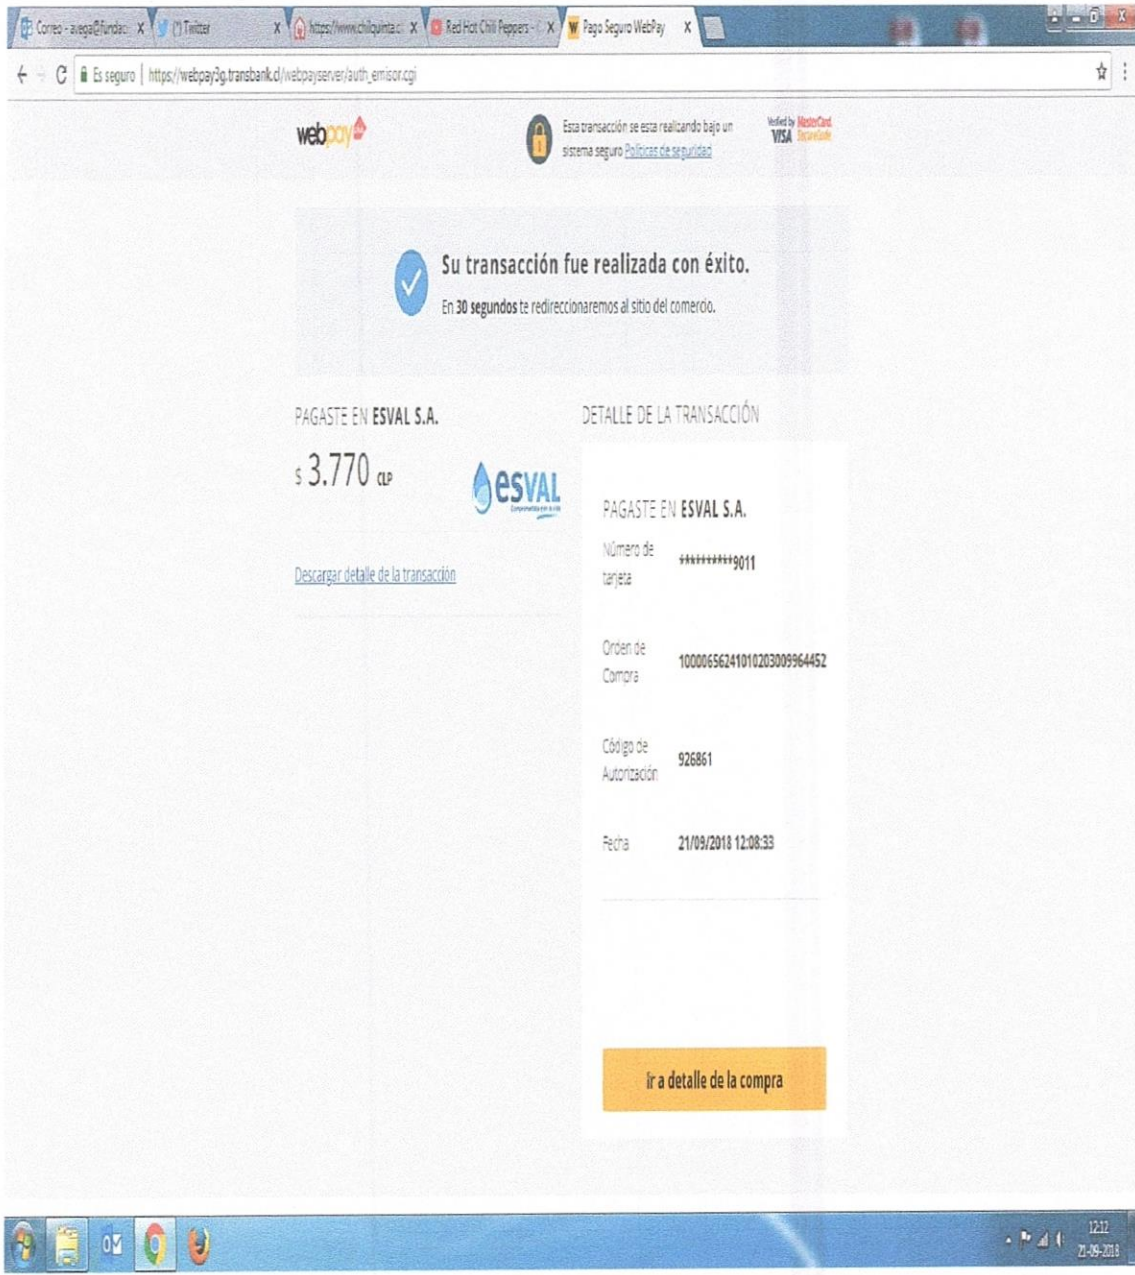 Correo - avega@fundac: X
(*) Twitter X
https://www.chilquinta.c: X
Red Hot Chili Peppers - C X
Pago Seguro WebPay X
Es seguro | https://webpay3g.transbank.cl/webpayserver/auth_emisor.cgi
webpay
Esta transacción se esta realizando bajo un
sistema seguro Políticas de seguridad
Verified by VISA
MasterCard. SecureCode
Su transacción fue realizada con éxito.
En 30 segundos te redireccionaremos al sitio del comercio.
PAGASTE EN ESVAL S.A.
$ 3.770 CLP
esval
Descargar detalle de la transacción
DETALLE DE LA TRANSACCIÓN
PAGASTE EN ESVAL S.A.
Número de
tarjeta
**********9011
Orden de
Compra
10000656241010203009964452
Código de
Autorización
926861
Fecha
21/09/2018 12:08:33
Ir a detalle de la compra
12:12
21-09-2018